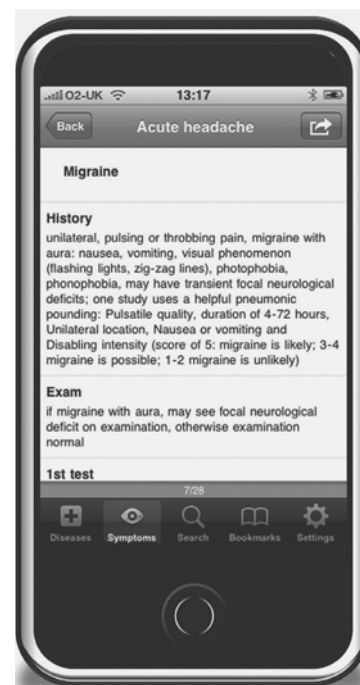 ...ıll O2-UK 13:17
Back Acute headache
Migraine
History
unilateral, pulsing or throbbing pain, migraine with
aura: nausea, vomiting, visual phenomenon
(flashing lights, zig-zag lines), photophobia,
phonophobia, may have transient focal neurological
deficits; one study uses a helpful pneumonic
pounding: Pulsatile quality, duration of 4-72 hours,
Unilateral location, Nausea or vomiting and
Disabling intensity (score of 5: migraine is likely; 3-4
migraine is possible; 1-2 migraine is unlikely)
Exam
if migraine with aura, may see focal neurological
deficit on examination, otherwise examination
normal
1st test
7/28
Diseases Symptoms Search Bookmarks Settings